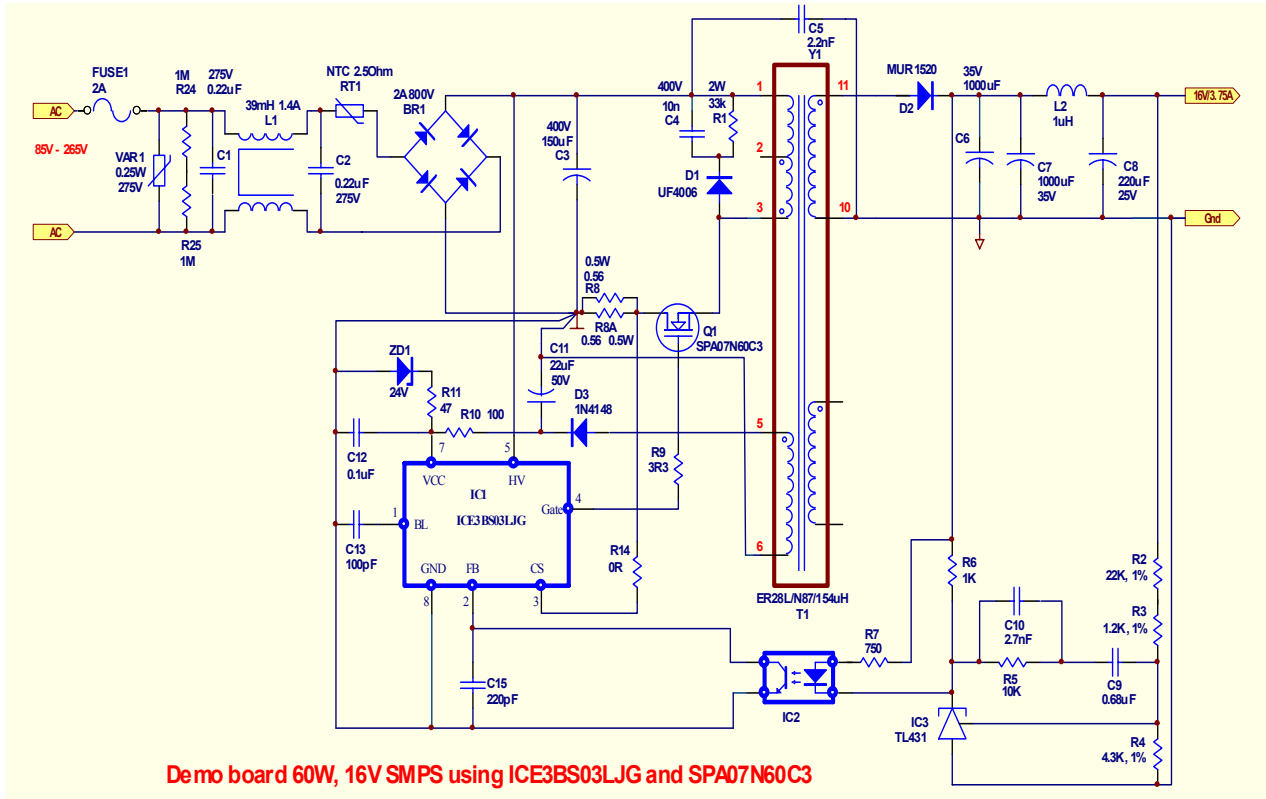 C5
2.2nF
Y1
FUSE1
2A
1M
R24
275V
0.22uF
39mH 1.4A
L1
NTC 2.5Ohm
RT1
2A 800V
BR1
400V
150uF
C3
400V
10n
C4
2W
33k
R1
1
11
MUR1520
D2
35V
1000uF
L2
1uH
AC
16V/3.75A
85V - 265V
VAR1
0.25W
275V
C1
C2
0.22uF
275V
2
D1
UF4006
C6
C7
1000uF
35V
C8
220uF
25V
3
10
AC
Gnd
R25
1M
0.5W
0.56
R8
R8A
0.56 0.5W
Q1
SPA07N60C3
ZD1
24V
C11
22uF
50V
R11
47
R10 100
D3
1N4148
5
C12
0.1uF
7
5
VCC
HV
IC1
ICE3BS03LJG
R9
3R3
1
BL
Gate
4
C13
100pF
GND
FB
CS
8
2
3
R14
0R
6
ER28L/N87/154uH
T1
R6
1K
R2
22K, 1%
C10
2.7nF
R3
1.2K, 1%
R7
750
R5
10K
C9
0.68uF
C15
220pF
IC2
IC3
TL431
R4
4.3K, 1%
Demo board 60W, 16V SMPS using ICE3BS03LJG and SPA07N60C3